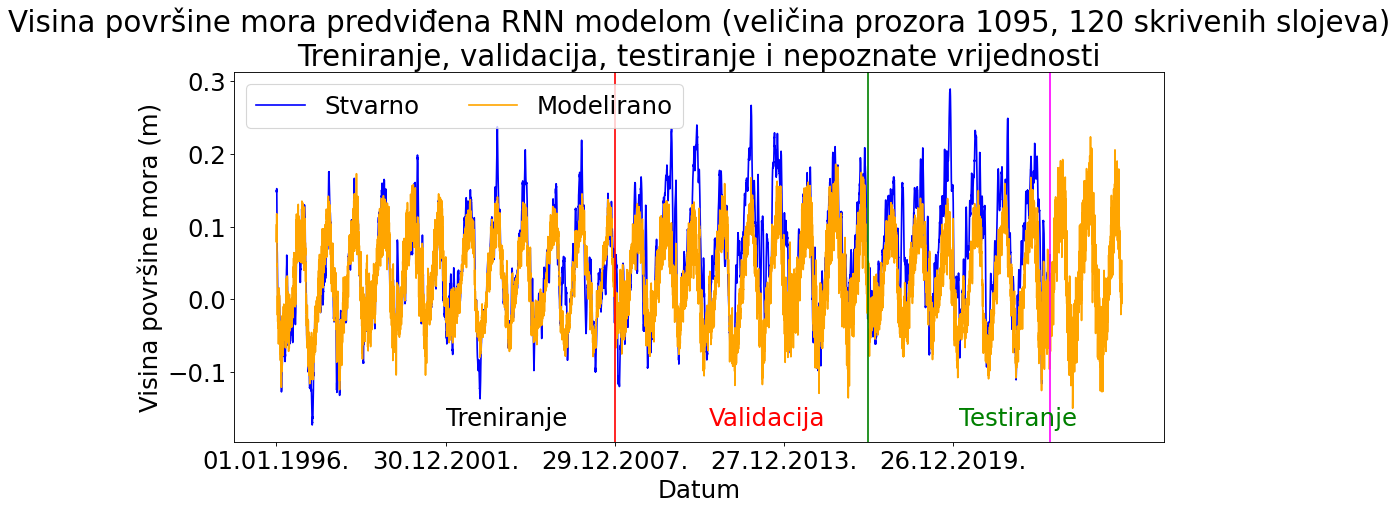 Visina površine mora predviđena RNN modelom (veličina prozora 1095, 120 skrivenih slojeva)
Treniranje, validacija, testiranje i nepoznate vrijednosti
Stvarno Modelirano
Visina površine mora (m)
0.3
0.2
0.1
0.0
−0.1
Treniranje Validacija Testiranje
01.01.1996. 30.12.2001. 29.12.2007. 27.12.2013. 26.12.2019.
Datum